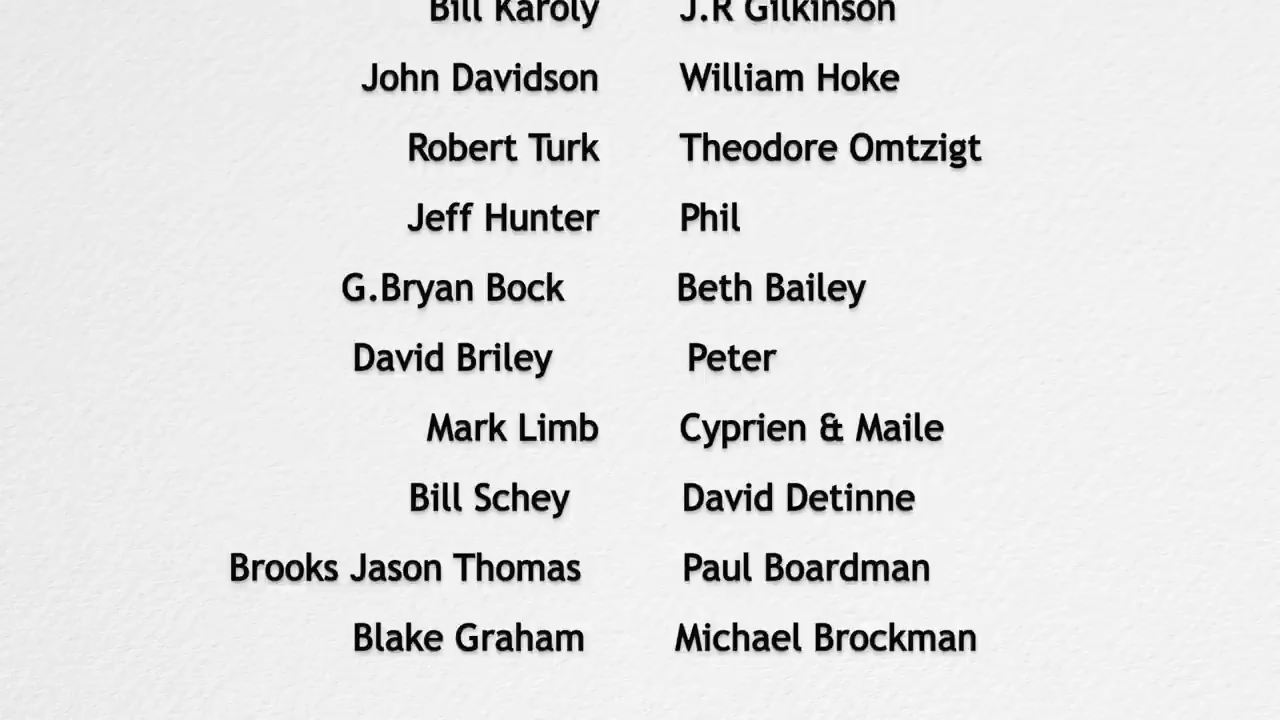 Bill Karoly J.R Gilkinson
John Davidson William Hoke
Robert Turk Theodore Omtzigt
Jeff Hunter Phil
G.Bryan Bock Beth Bailey
David Briley Peter
Mark Limb Cyprien & Maile
Bill Schey David Detinne
Brooks Jason Thomas Paul Boardman
Blake Graham Michael Brockman